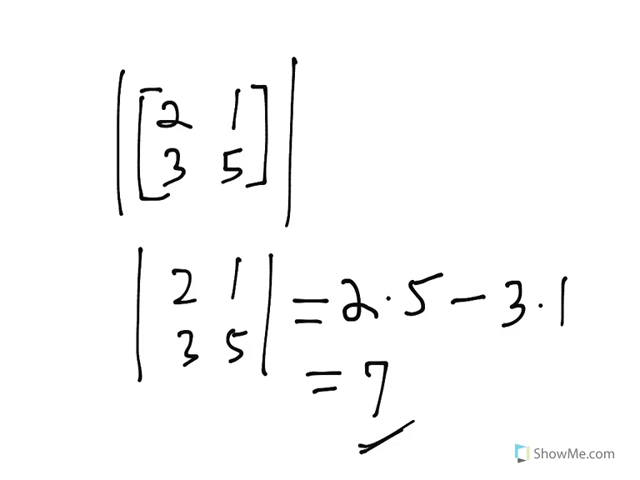 |[2 1
3 5]|
|2 1
3 5| = 2 · 5 − 3 · 1
= 7
ShowMe.com